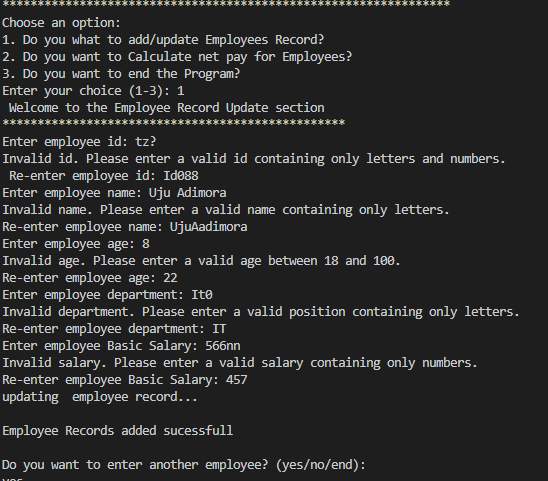 ****************************************************************
Choose an option:
1. Do you what to add/update Employees Record?
2. Do you want to Calculate net pay for Employees?
3. Do you want to end the Program?
Enter your choice (1-3): 1
 Welcome to the Employee Record Update section
*************************************************
Enter employee id: tz?
Invalid id. Please enter a valid id containing only letters and numbers.
 Re-enter employee id: Id088
Enter employee name: Uju Adimora
Invalid name. Please enter a valid name containing only letters.
Re-enter employee name: UjuAadimora
Enter employee age: 8
Invalid age. Please enter a valid age between 18 and 100.
Re-enter employee age: 22
Enter employee department: It0
Invalid department. Please enter a valid position containing only letters.
Re-enter employee department: IT
Enter employee Basic Salary: 566nn
Invalid salary. Please enter a valid salary containing only numbers.
Re-enter employee Basic Salary: 457
updating  employee record...
Employee Records added sucessfull
Do you want to enter another employee? (yes/no/end):
yes